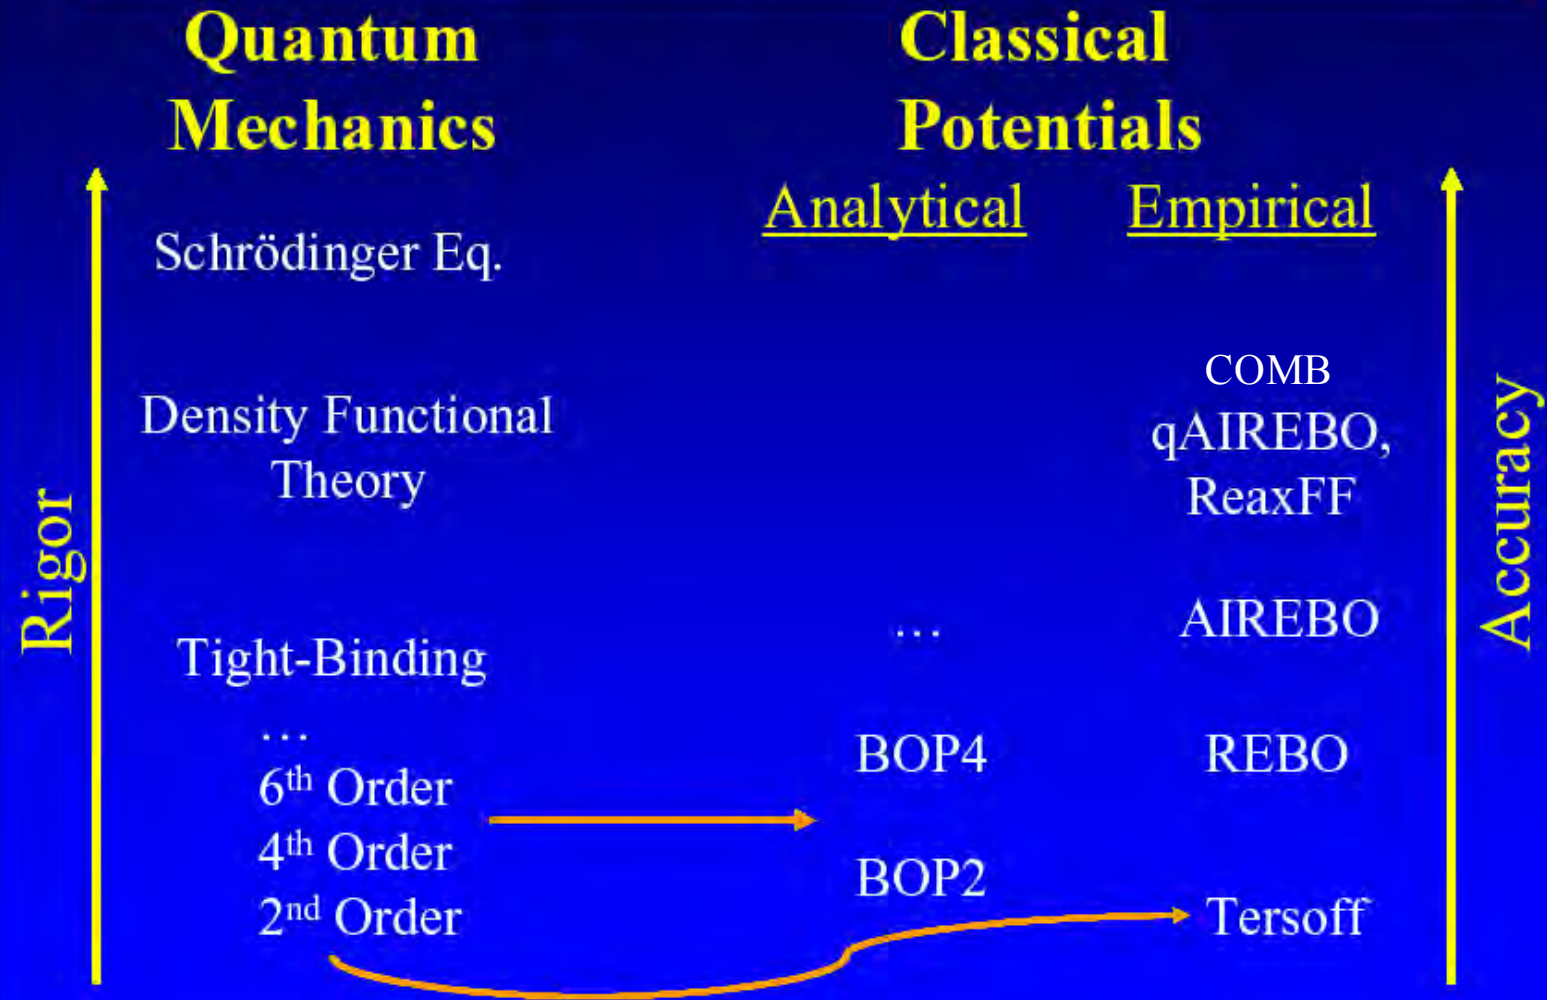 Quantum
Mechanics
Classical
Potentials
Analytical
Empirical
Rigor
Schrödinger Eq.
Density Functional
Theory
Tight-Binding
…
6th Order
4th Order
2nd Order
…
BOP4
BOP2
COMB
qAIREBO,
ReaxFF
AIREBO
REBO
Tersoff
Accuracy